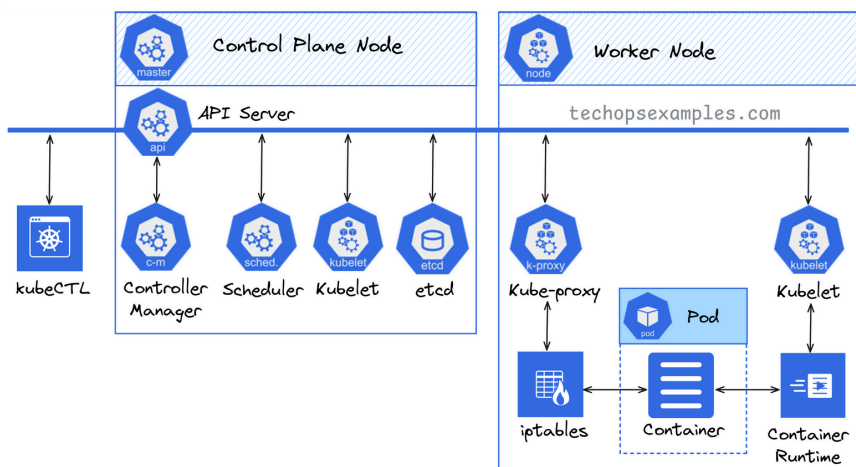 Control Plane Node
master
Worker Node
node
API Server
api
techopsexamples.com
kubeCTL
c-m
Controller
Manager
sched.
Scheduler
kubelet
Kubelet
etcd
etcd
k-proxy
Kube-proxy
kubelet
Kubelet
pod
Pod
iptables
Container
Container
Runtime